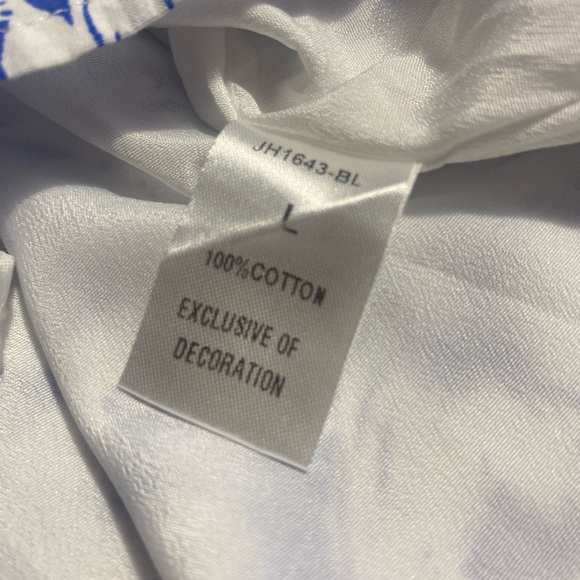 JH1643-BL
L
100%COTTON
EXCLUSIVE OF
DECORATION